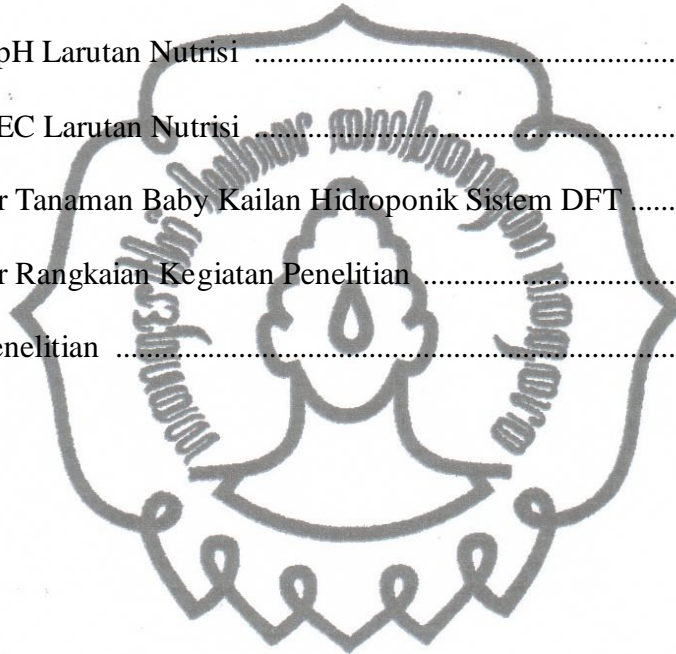 pH Larutan Nutrisi ..............................................................................
EC Larutan Nutrisi ..............................................................................
r Tanaman Baby Kailan Hidroponik Sistem DFT .......
r Rangkaian Kegiatan Penelitian .............................................
enelitian ..............................................................................................